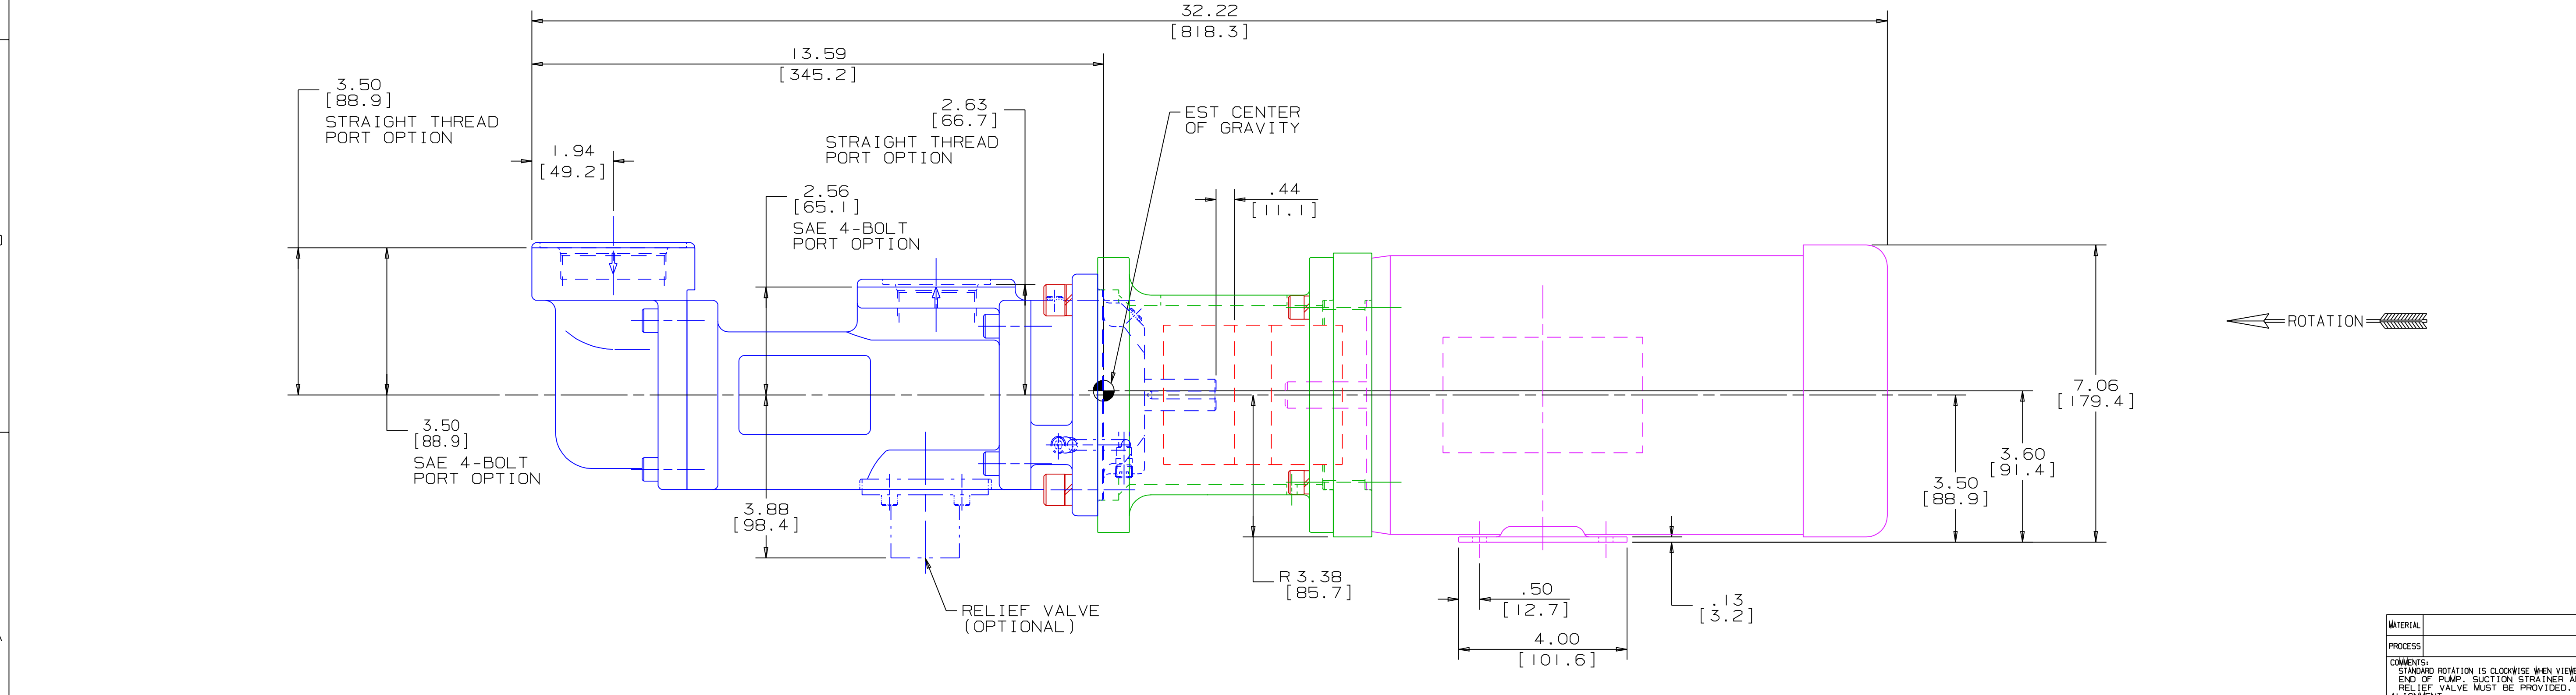 32.22
[818.3]
13.59
[345.2]
3.50
[88.9]
STRAIGHT THREAD
PORT OPTION
2.63
[66.7]
STRAIGHT THREAD
PORT OPTION
EST CENTER
OF GRAVITY
1.94
[49.2]
2.56
[65.1]
SAE 4-BOLT
PORT OPTION
.44
[11.1]
ROTATION
7.06
[179.4]
3.50
[88.9]
SAE 4-BOLT
PORT OPTION
3.60
[91.4]
3.50
[88.9]
3.88
[98.4]
R 3.38
[85.7]
.50
[12.7]
.13
[3.2]
RELIEF VALVE
(OPTIONAL)
4.00
[101.6]
MATERIAL
PROCESS
COMMENTS:
STANDARD ROTATION IS CLOCKWISE WHEN
END OF PUMP. SUCTION STRAINER
RELIEF VALVE MUST BE PROVIDED.